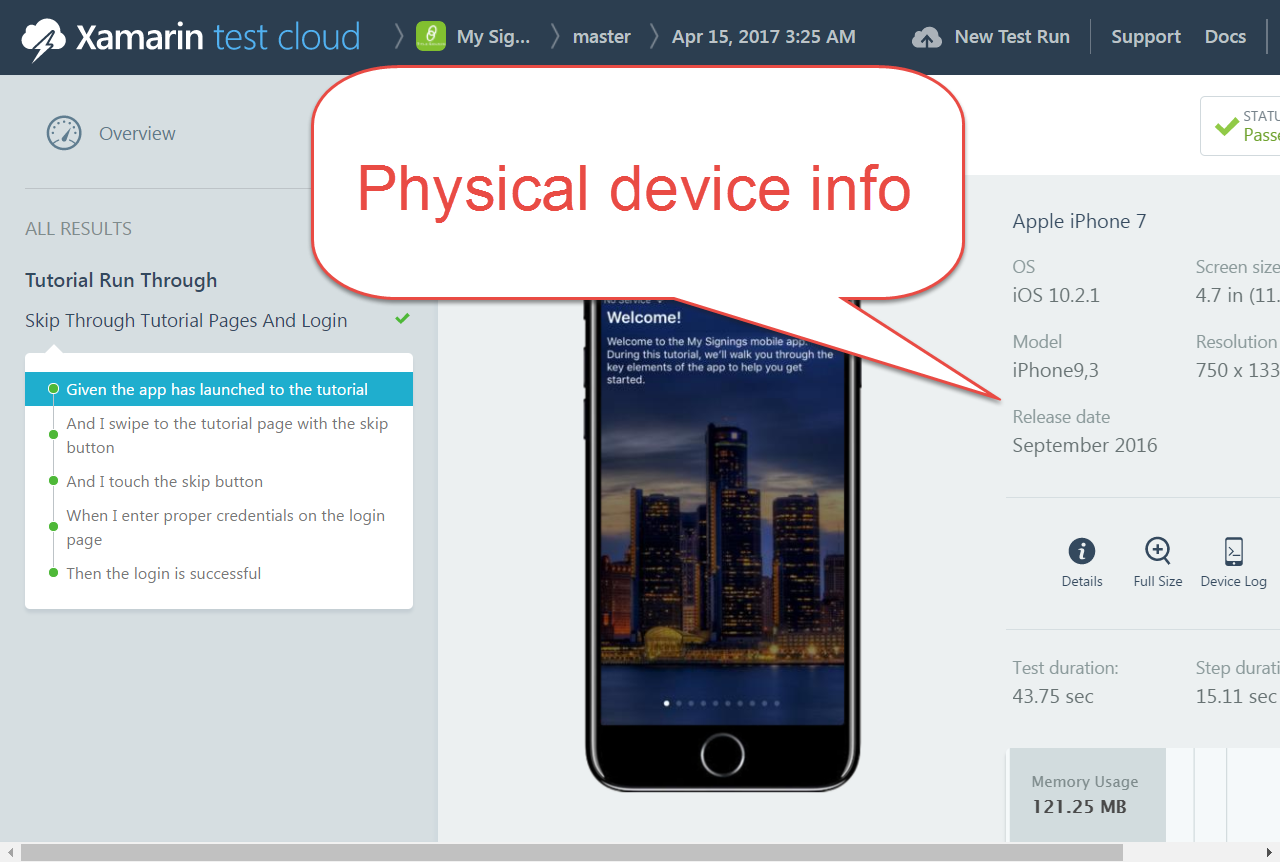 Xamarin test cloud
My Sig...
master
Apr 15, 2017 3:25 AM
New Test Run
Support
Docs
Overview
Physical device info
ALL RESULTS
Tutorial Run Through
Skip Through Tutorial Pages And Login
Given the app has launched to the tutorial
And I swipe to the tutorial page with the skip
button
And I touch the skip button
When I enter proper credentials on the login
page
Then the login is successful
No Service
Welcome!
Welcome to the My Signings mobile app.
During this tutorial, we'll walk you through the
key elements of the app to help you get
started.
STATU
Passe
Apple iPhone 7
OS
iOS 10.2.1
Screen size
4.7 in (11.
Model
iPhone9,3
Resolution
750 x 133
Release date
September 2016
Details
Full Size
Device Log
Test duration:
43.75 sec
Step durati
15.11 sec
Memory Usage
121.25 MB